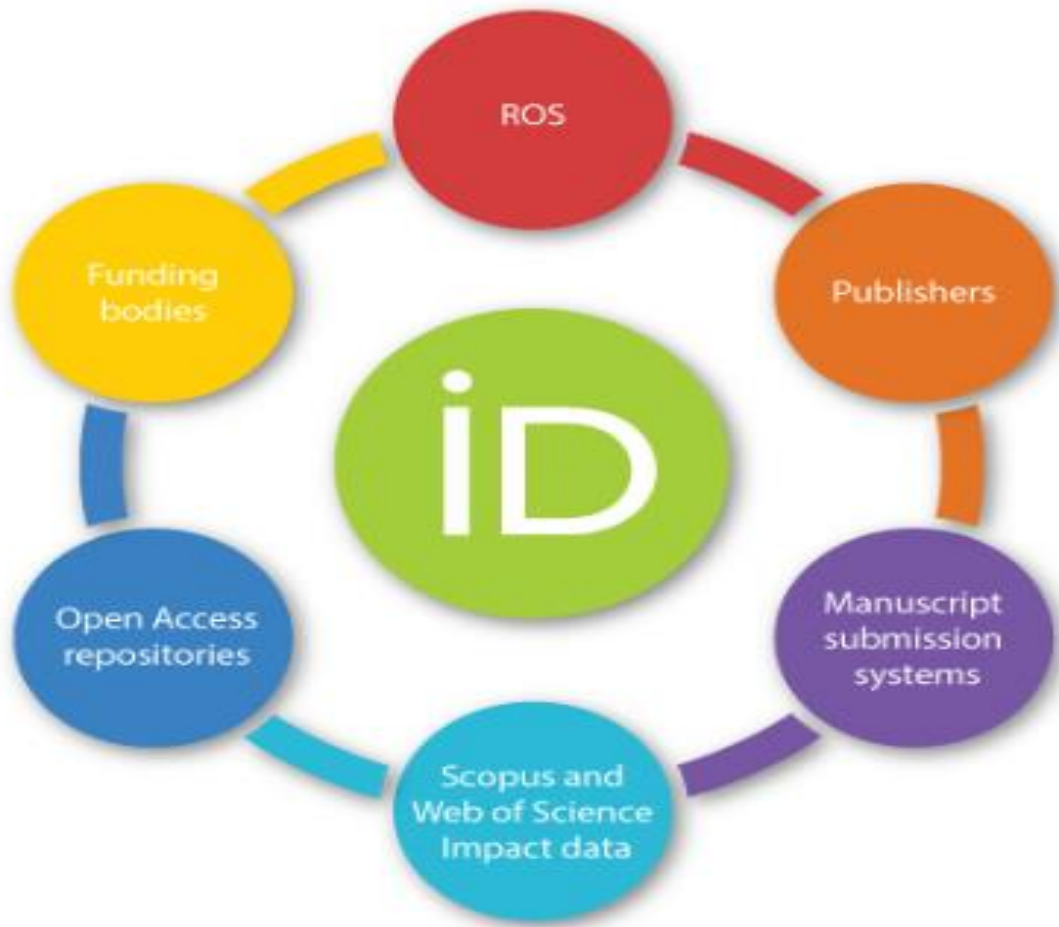 ROS
Publishers
Manuscript
submission
systems
Scopus and
Web of Science
Impact data
Open Access
repositories
Funding
bodies
iD